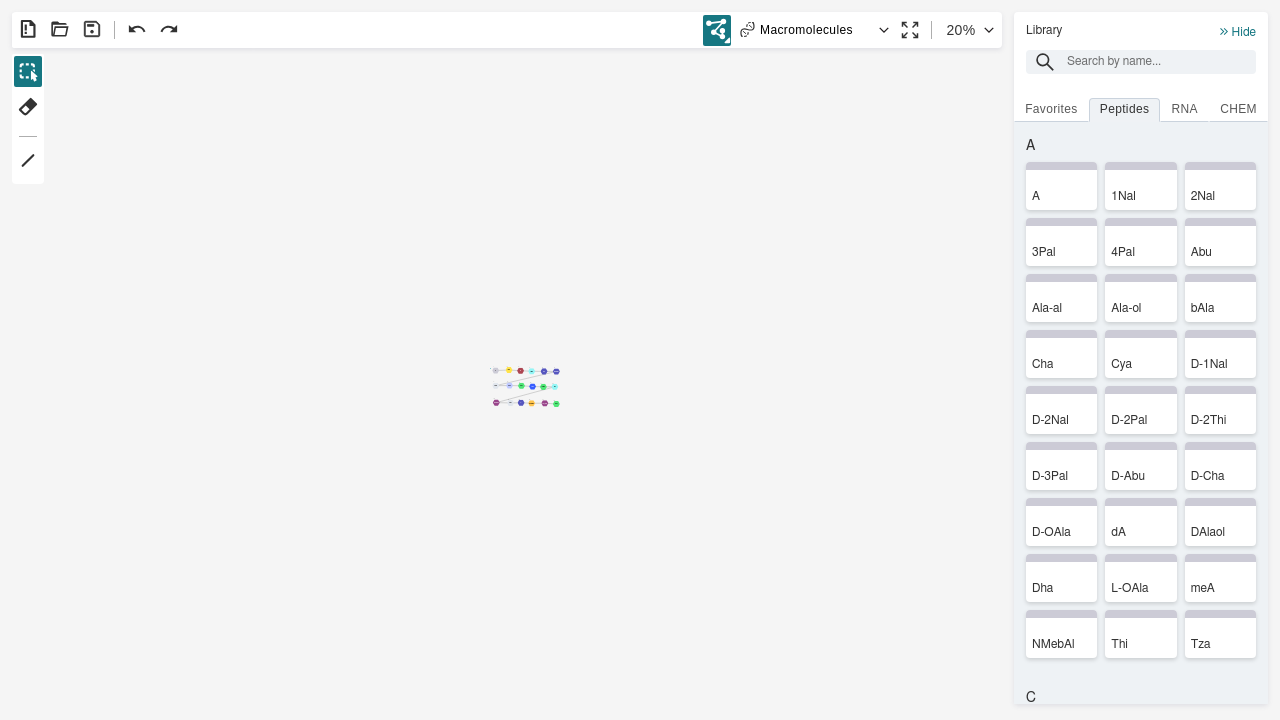 Macromolecules
20%
Library
Hide
Search by name...
Favorites
Peptides
RNA
CHEM
A
A
1Nal
2Nal
3Pal
4Pal
Abu
Ala-al
Ala-ol
bAla
Cha
Cya
D-1Nal
D-2Nal
D-2Pal
D-2Thi
D-3Pal
D-Abu
D-Cha
D-OAla
dA
DAlaol
Dha
L-OAla
meA
NMebAl
Thi
Tza
C